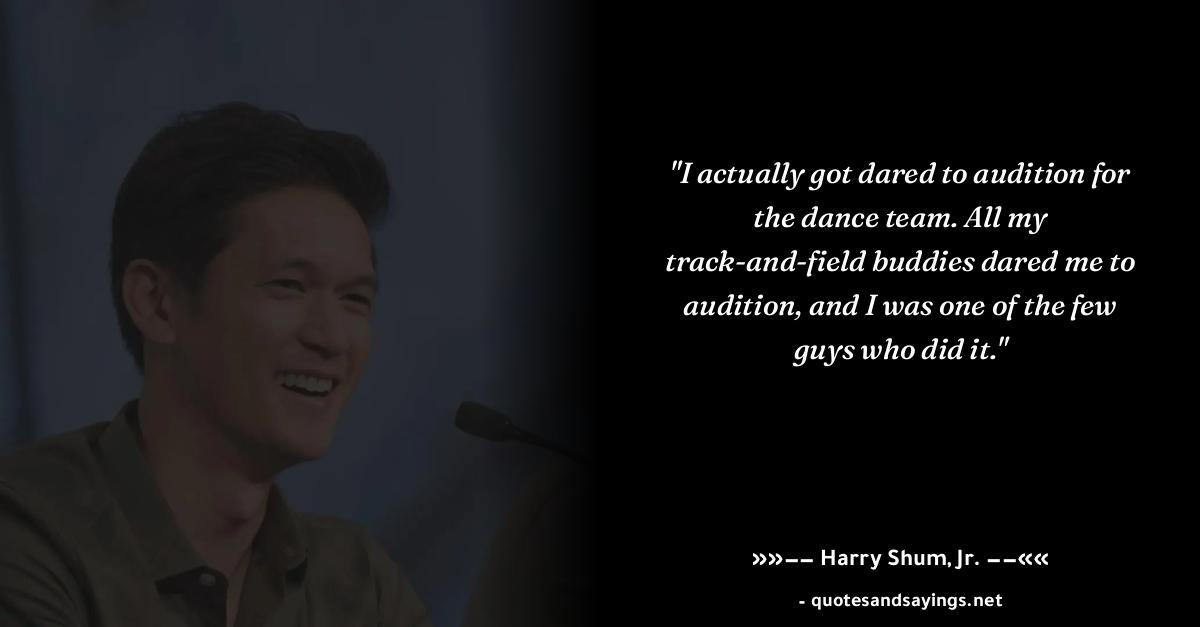 "I actually got dared to audition for
the dance team. All my
track-and-field buddies dared me to
audition, and I was one of the few
guys who did it."
»»−− Harry Shum, Jr. −−««
- quotesandsayings.net